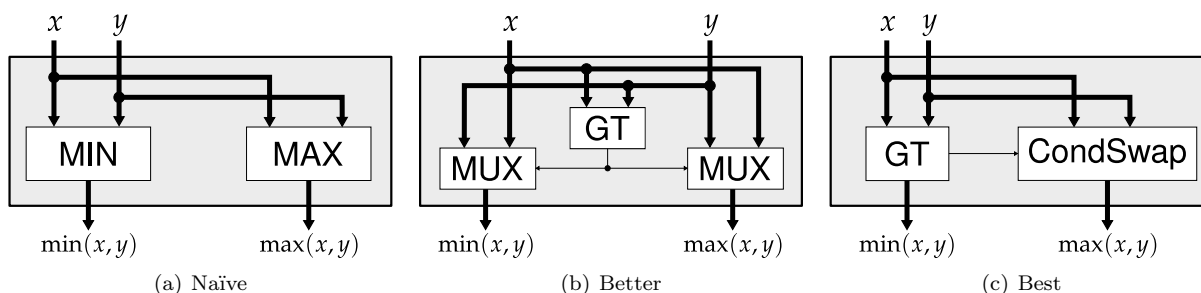 x y x y x y
MIN MAX GT MUX MUX GT CondSwap
min(x, y) max(x, y) min(x, y) max(x, y) min(x, y) max(x, y)
(a) Naïve (b) Better (c) Best